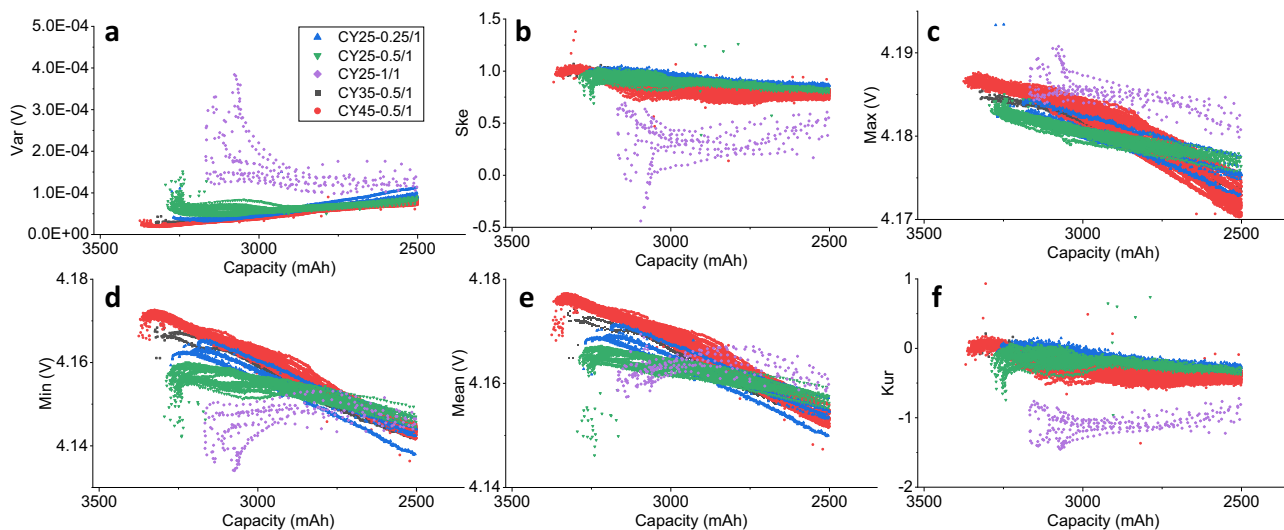 a
5.0E-04
4.0E-04
3.0E-04
2.0E-04
1.0E-04
0.0E+00
Var (V)
3500 3000 2500
Capacity (mAh)
CY25-0.25/1
CY25-0.5/1
CY25-1/1
CY35-0.5/1
CY45-0.5/1
b
1.5
1.0
0.5
0.0
-0.5
Ske
3500 3000 2500
Capacity (mAh)
c
4.19
4.18
4.17
Max (V)
3500 3000 2500
Capacity (mAh)
d
4.18
4.16
4.14
Min (V)
3500 3000 2500
Capacity (mAh)
e
4.18
4.16
4.14
Mean (V)
3500 3000 2500
Capacity (mAh)
f
1
0
-1
-2
Kur
3500 3000 2500
Capacity (mAh)